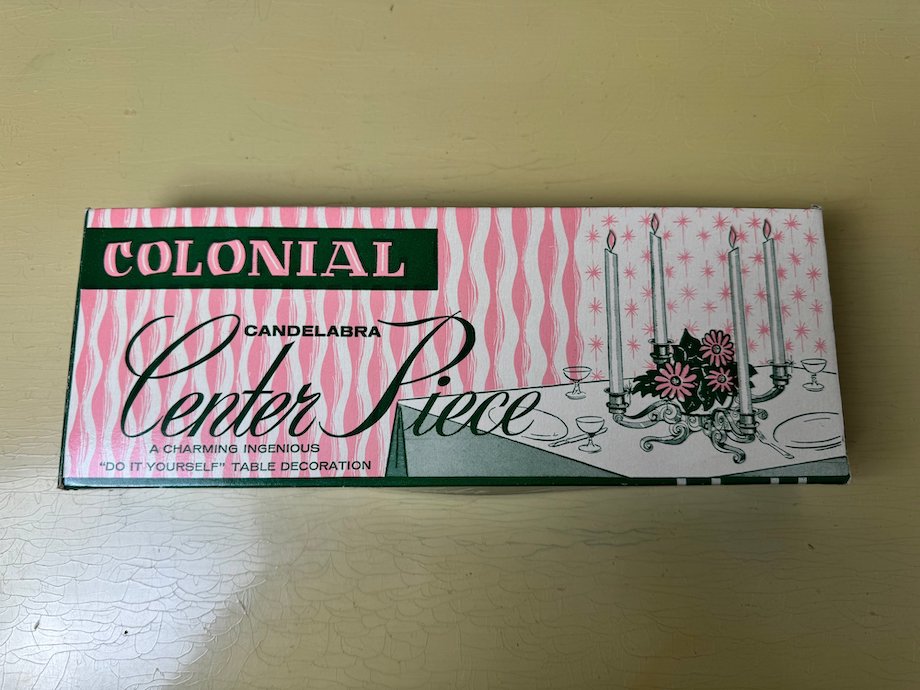 COLONIAL
CANDELABRA
Center Piece
A CHARMING INGENIOUS
"DO IT YOURSELF" TABLE DECORATION